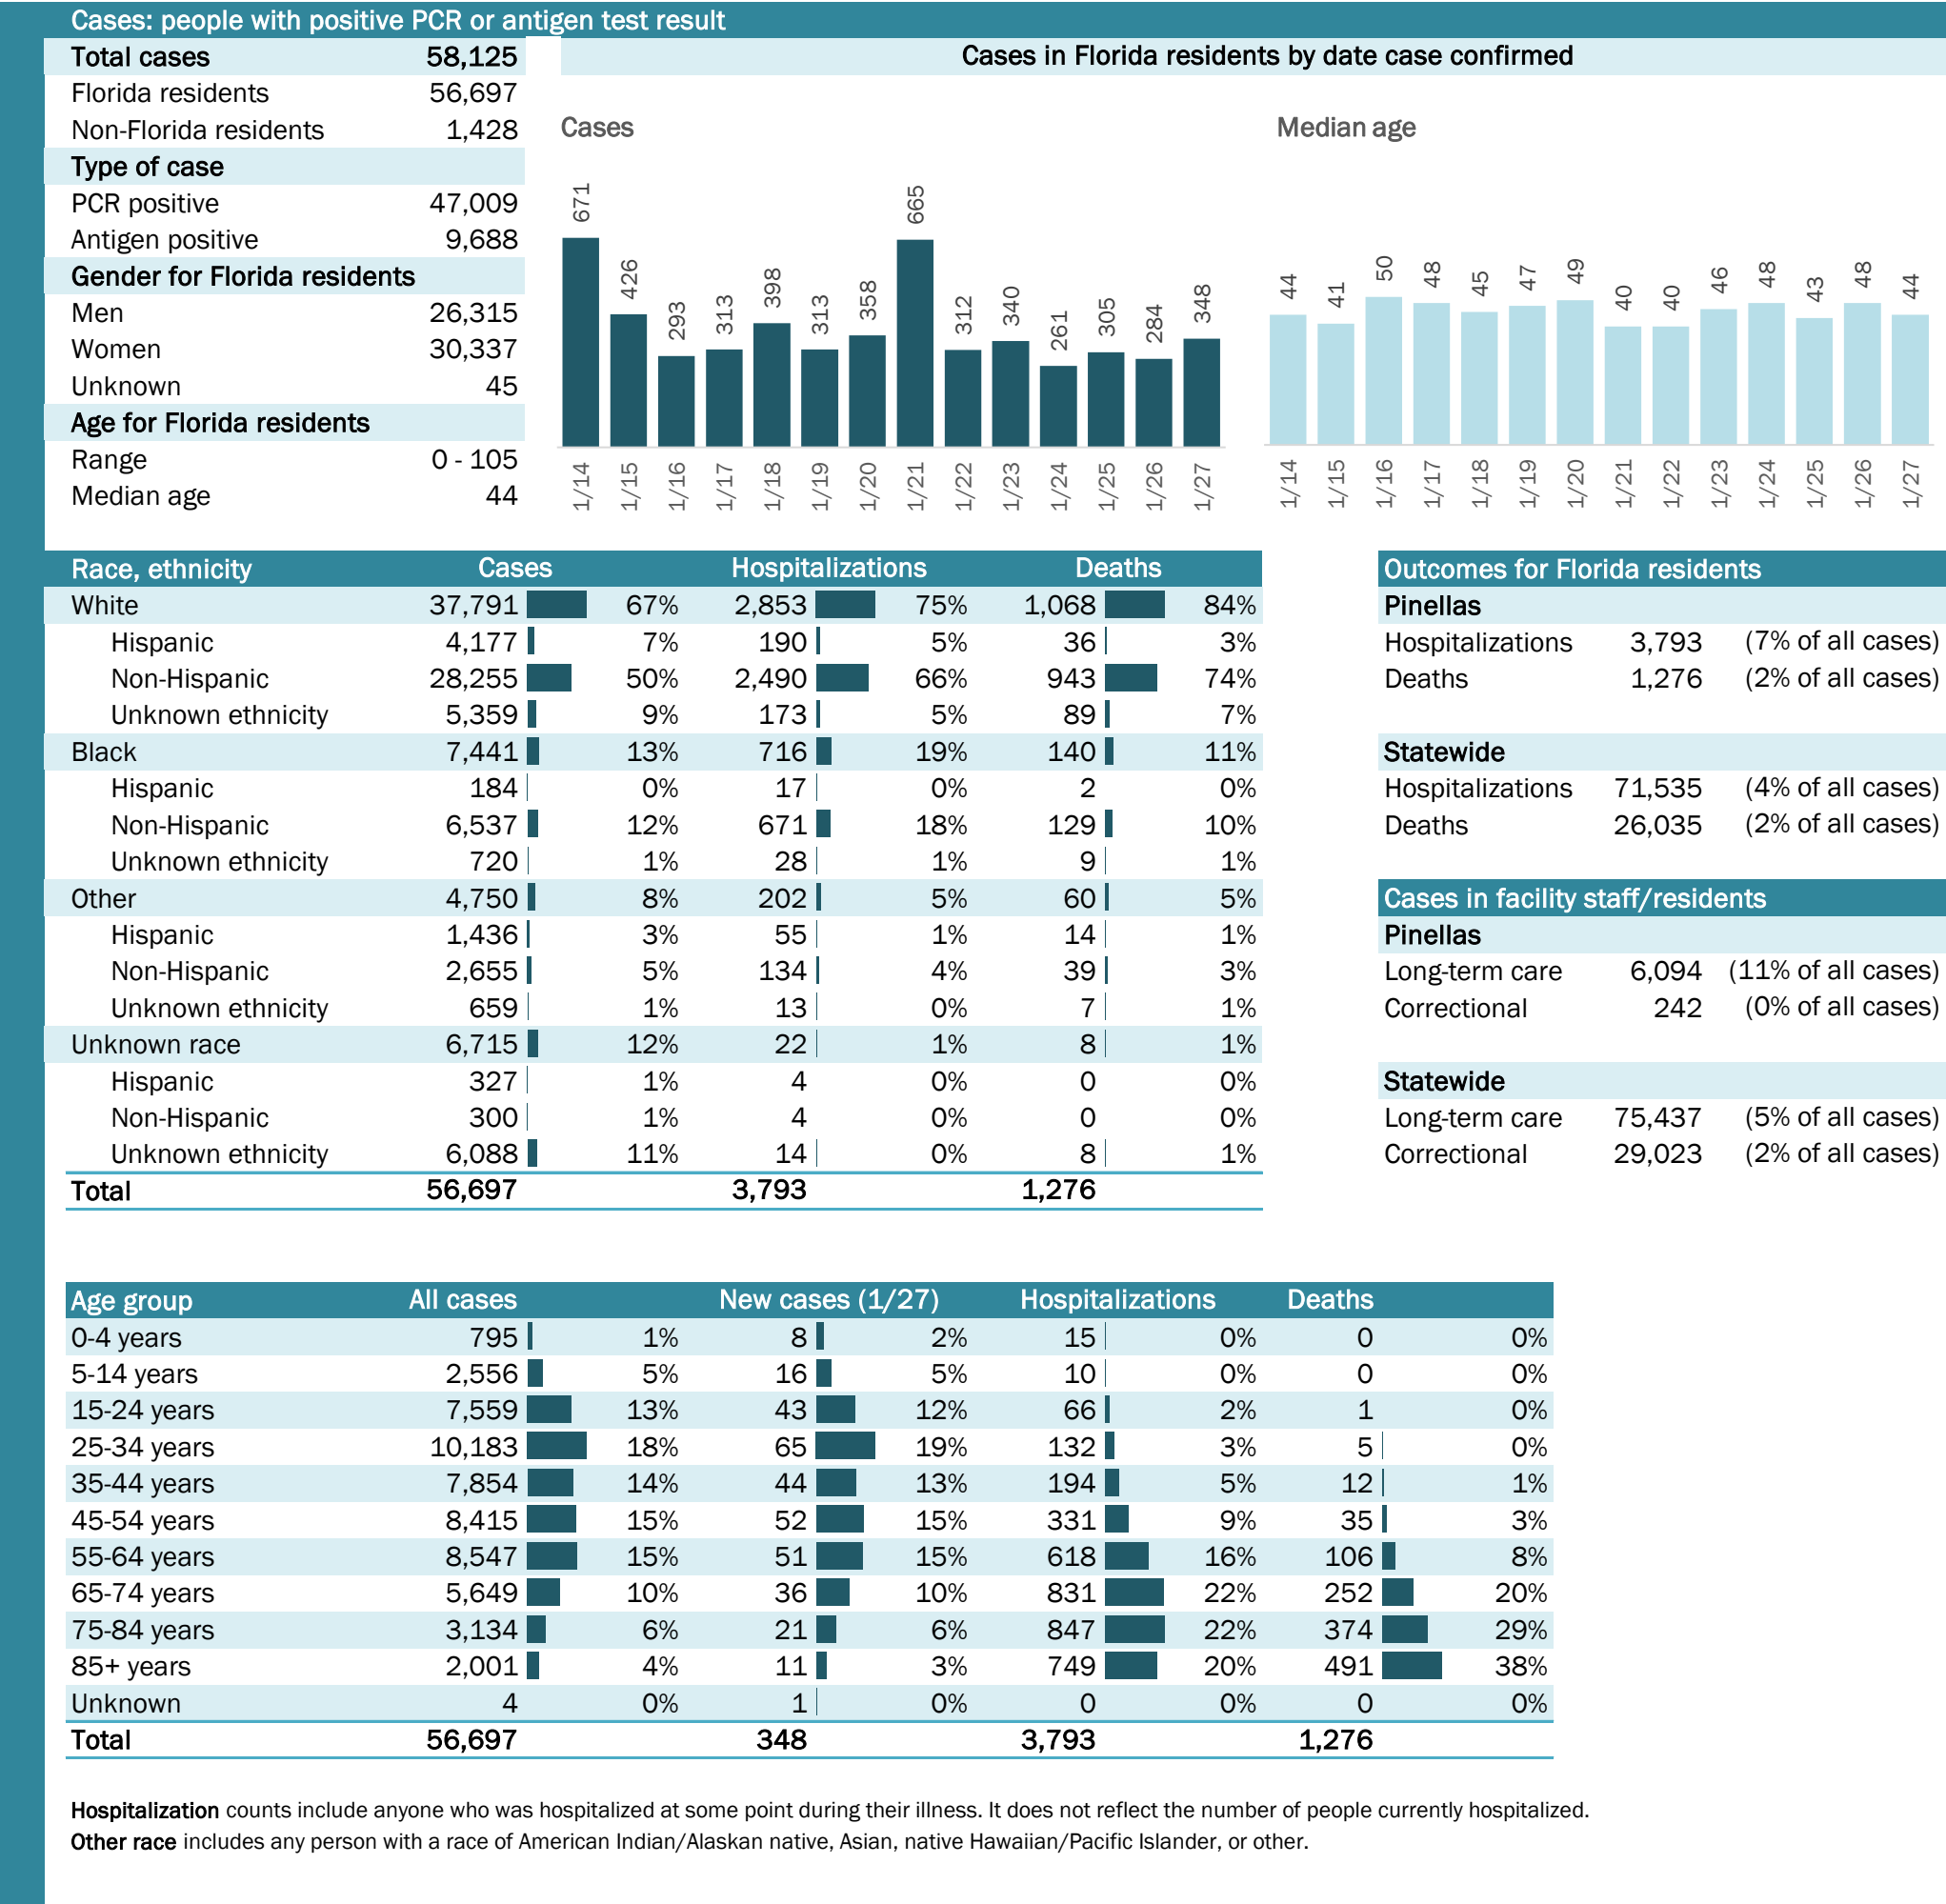 Cases: people with positive PCR or antigen test result
Total cases 58,125
Florida residents 56,697
Non-Florida residents 1,428
Type of case
PCR positive 47,009
Antigen positive 9,688
Gender for Florida residents
Men 26,315
Women 30,337
Unknown 45
Age for Florida residents
Range 0 - 105
Median age 44
Cases in Florida residents by date case confirmed
Cases
671 426 293 313 398 313 358 665 312 340 261 305 284 348
1/14 1/15 1/16 1/17 1/18 1/19 1/20 1/21 1/22 1/23 1/24 1/25 1/26 1/27
Median age
44 41 50 48 45 47 49 40 40 46 48 43 48 44
1/14 1/15 1/16 1/17 1/18 1/19 1/20 1/21 1/22 1/23 1/24 1/25 1/26 1/27
Race, ethnicity Cases Hospitalizations Deaths
White 37,791 67% 2,853 75% 1,068 84%
Hispanic 4,177 7% 190 5% 36 3%
Non-Hispanic 28,255 50% 2,490 66% 943 74%
Unknown ethnicity 5,359 9% 173 5% 89 7%
Black 7,441 13% 716 19% 140 11%
Hispanic 184 0% 17 0% 2 0%
Non-Hispanic 6,537 12% 671 18% 129 10%
Unknown ethnicity 720 1% 28 1% 9 1%
Other 4,750 8% 202 5% 60 5%
Hispanic 1,436 3% 55 1% 14 1%
Non-Hispanic 2,655 5% 134 4% 39 3%
Unknown ethnicity 659 1% 13 0% 7 1%
Unknown race 6,715 12% 22 1% 8 1%
Hispanic 327 1% 4 0% 0 0%
Non-Hispanic 300 1% 4 0% 0 0%
Unknown ethnicity 6,088 11% 14 0% 8 1%
Total 56,697 3,793 1,276
Outcomes for Florida residents
Pinellas
Hospitalizations 3,793 (7% of all cases)
Deaths 1,276 (2% of all cases)
Statewide
Hospitalizations 71,535 (4% of all cases)
Deaths 26,035 (2% of all cases)
Cases in facility staff/residents
Pinellas
Long-term care 6,094 (11% of all cases)
Correctional 242 (0% of all cases)
Statewide
Long-term care 75,437 (5% of all cases)
Correctional 29,023 (2% of all cases)
Age group All cases New cases (1/27) Hospitalizations Deaths
0-4 years 795 1% 8 2% 15 0% 0 0%
5-14 years 2,556 5% 16 5% 10 0% 0 0%
15-24 years 7,559 13% 43 12% 66 2% 1 0%
25-34 years 10,183 18% 65 19% 132 3% 5 0%
35-44 years 7,854 14% 44 13% 194 5% 12 1%
45-54 years 8,415 15% 52 15% 331 9% 35 3%
55-64 years 8,547 15% 51 15% 618 16% 106 8%
65-74 years 5,649 10% 36 10% 831 22% 252 20%
75-84 years 3,134 6% 21 6% 847 22% 374 29%
85+ years 2,001 4% 11 3% 749 20% 491 38%
Unknown 4 0% 1 0% 0 0% 0 0%
Total 56,697 348 3,793 1,276
Hospitalization counts include anyone who was hospitalized at some point during their illness. It does not reflect the number of people currently hospitalized.
Other race includes any person with a race of American Indian/Alaskan native, Asian, native Hawaiian/Pacific Islander, or other.